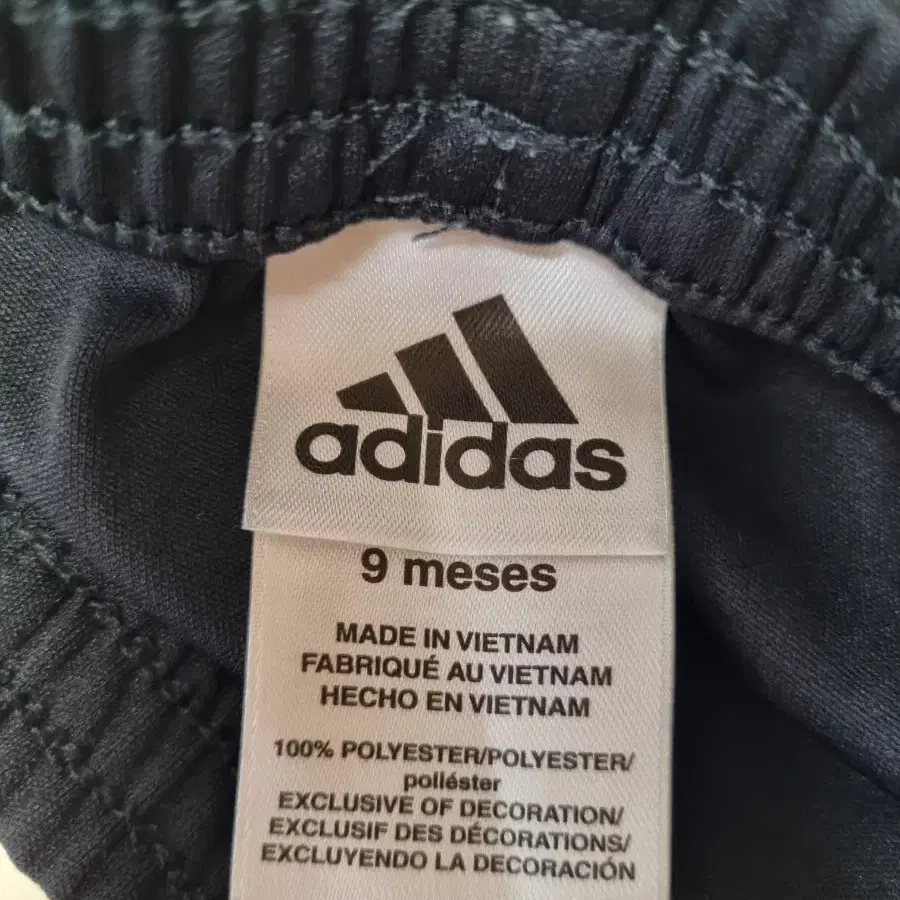 adidas
9 meses
MADE IN VIETNAM
FABRIQUÉ AU VIETNAM
HECHO EN VIETNAM
100% POLYESTER/POLYESTER/
poliéster
EXCLUSIVE OF DECORATION/
EXCLUSIF DES DÉCORATIONS/
EXCLUYENDO LA DECORACIÓN